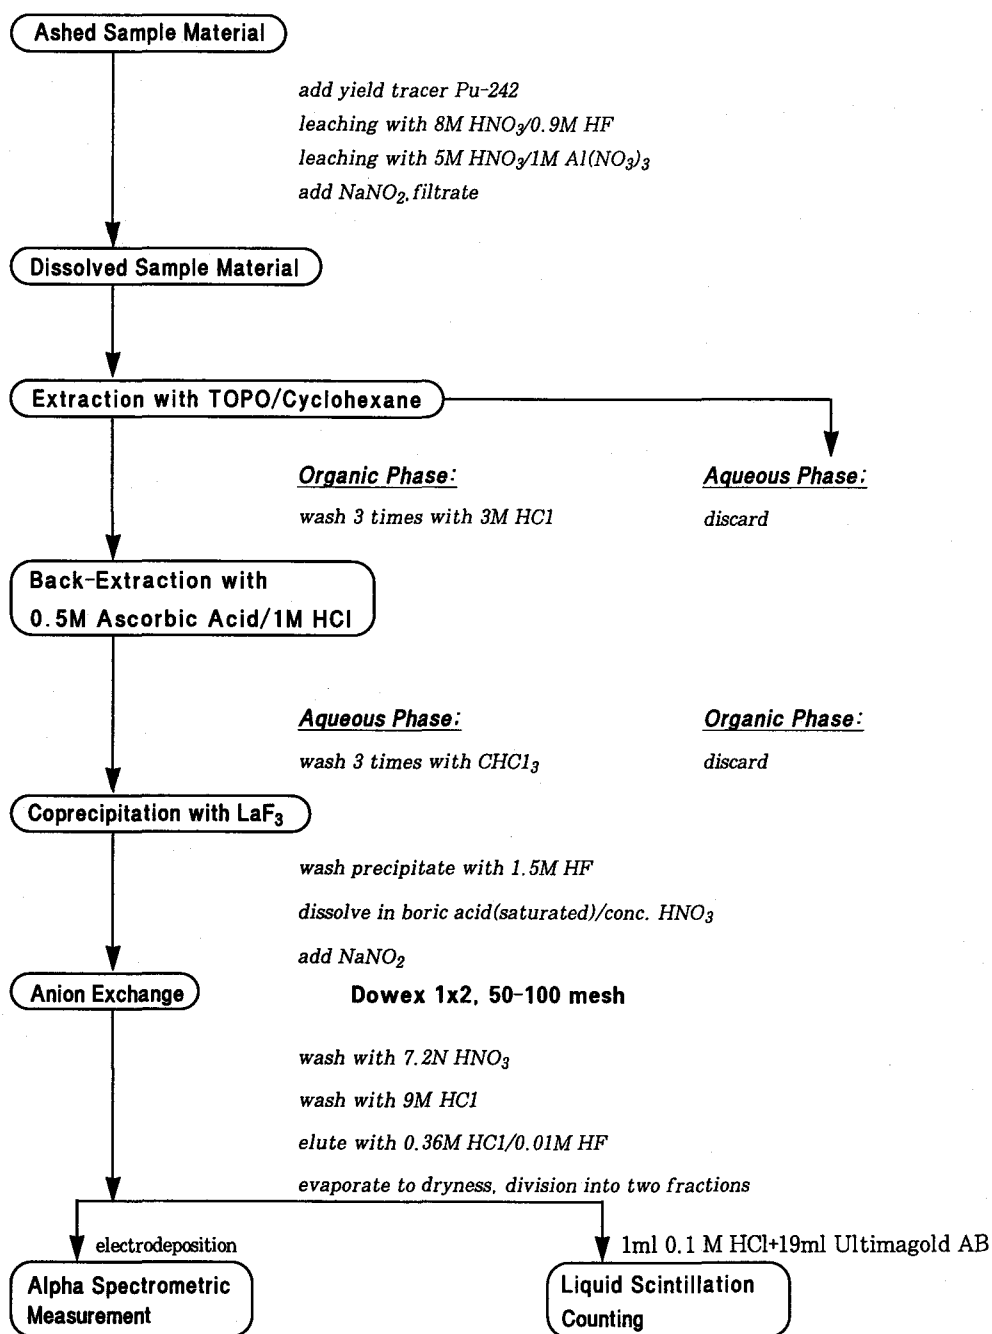 Ashed Sample Material
add yield tracer Pu-242
leaching with 8M HNO3/0.9M HF
leaching with 5M HNO3/1M Al(NO3)3
add NaNO2, filtrate
Dissolved Sample Material
Extraction with TOPO/Cyclohexane
Organic Phase:
Aqueous Phase:
wash 3 times with 3M HCl
discard
Back-Extraction with
0.5M Ascorbic Acid/1M HCl
Aqueous Phase:
Organic Phase:
wash 3 times with CHCl3
discard
Coprecipitation with LaF3
wash precipitate with 1.5M HF
dissolve in boric acid(saturated)/conc. HNO3
add NaNO2
Anion Exchange
Dowex 1x2, 50-100 mesh
wash with 7.2N HNO3
wash with 9M HCl
elute with 0.36M HCl/0.01M HF
evaporate to dryness, division into two fractions
electrodeposition
1ml 0.1 M HCl+19ml Ultimagold AB
Alpha Spectrometric
Measurement
Liquid Scintillation
Counting